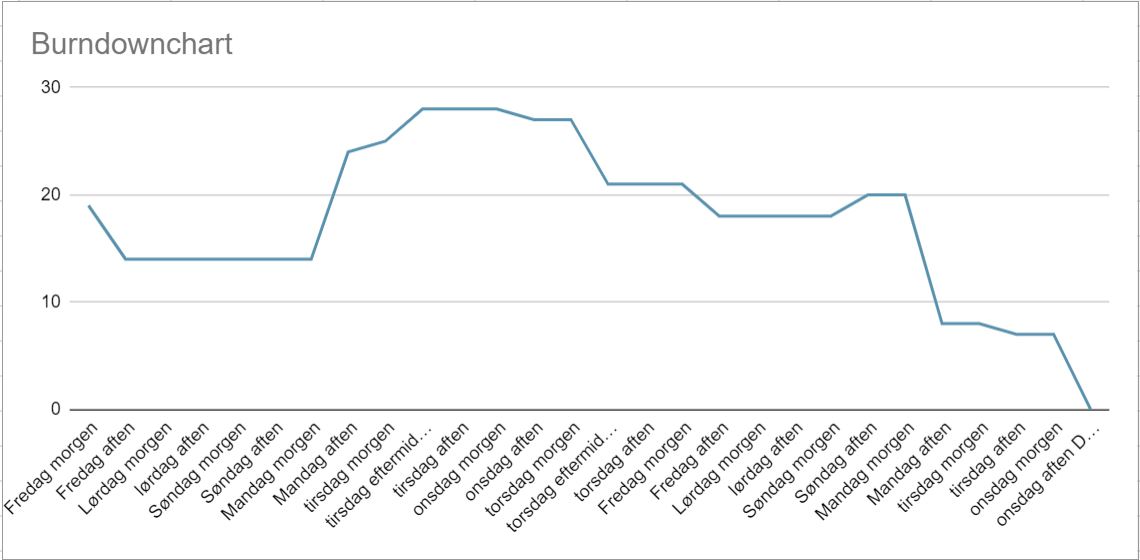 Burndownchart
30
20
10
0
Fredag morgen
Fredag aften
Lørdag morgen
lørdag aften
Søndag morgen
Søndag aften
Mandag morgen
Mandag aften
tirsdag morgen
tirsdag eftermid...
tirsdag aften
onsdag morgen
onsdag aften
torsdag morgen
torsdag eftermid...
torsdag aften
Fredag morgen
Fredag aften
Lørdag morgen
lørdag aften
Søndag morgen
Søndag aften
Mandag morgen
Mandag aften
tirsdag morgen
tirsdag aften
onsdag morgen
onsdag aften D...